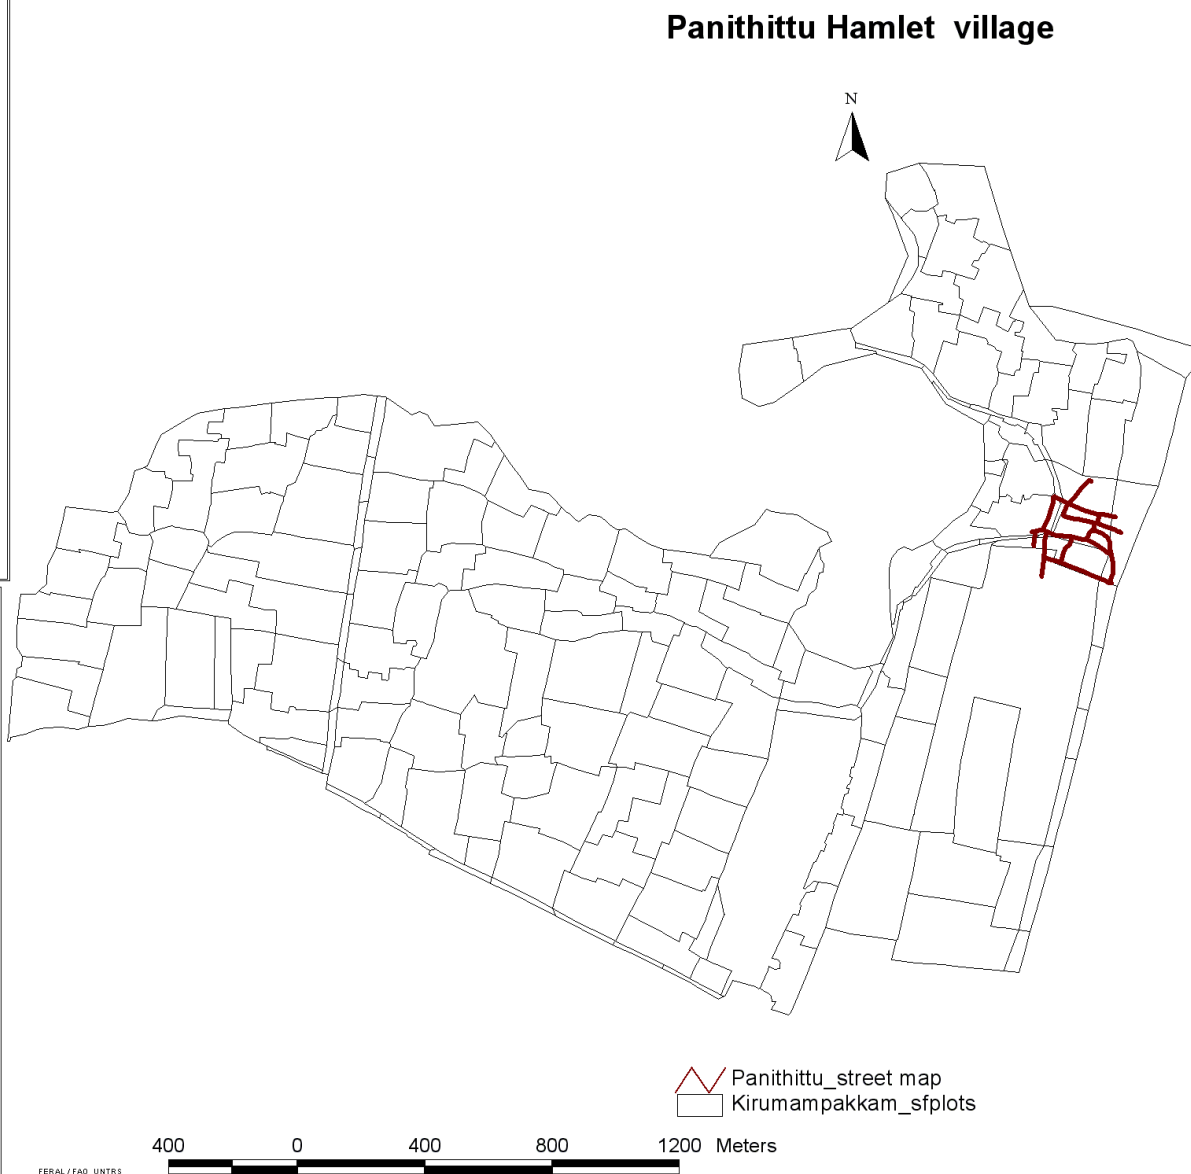 Panithittu Hamlet village
N
Panithittu_street map
Kirumampakkam_sfplots
400 0 400 800 1200 Meters
FERAL / FAO UNTRS